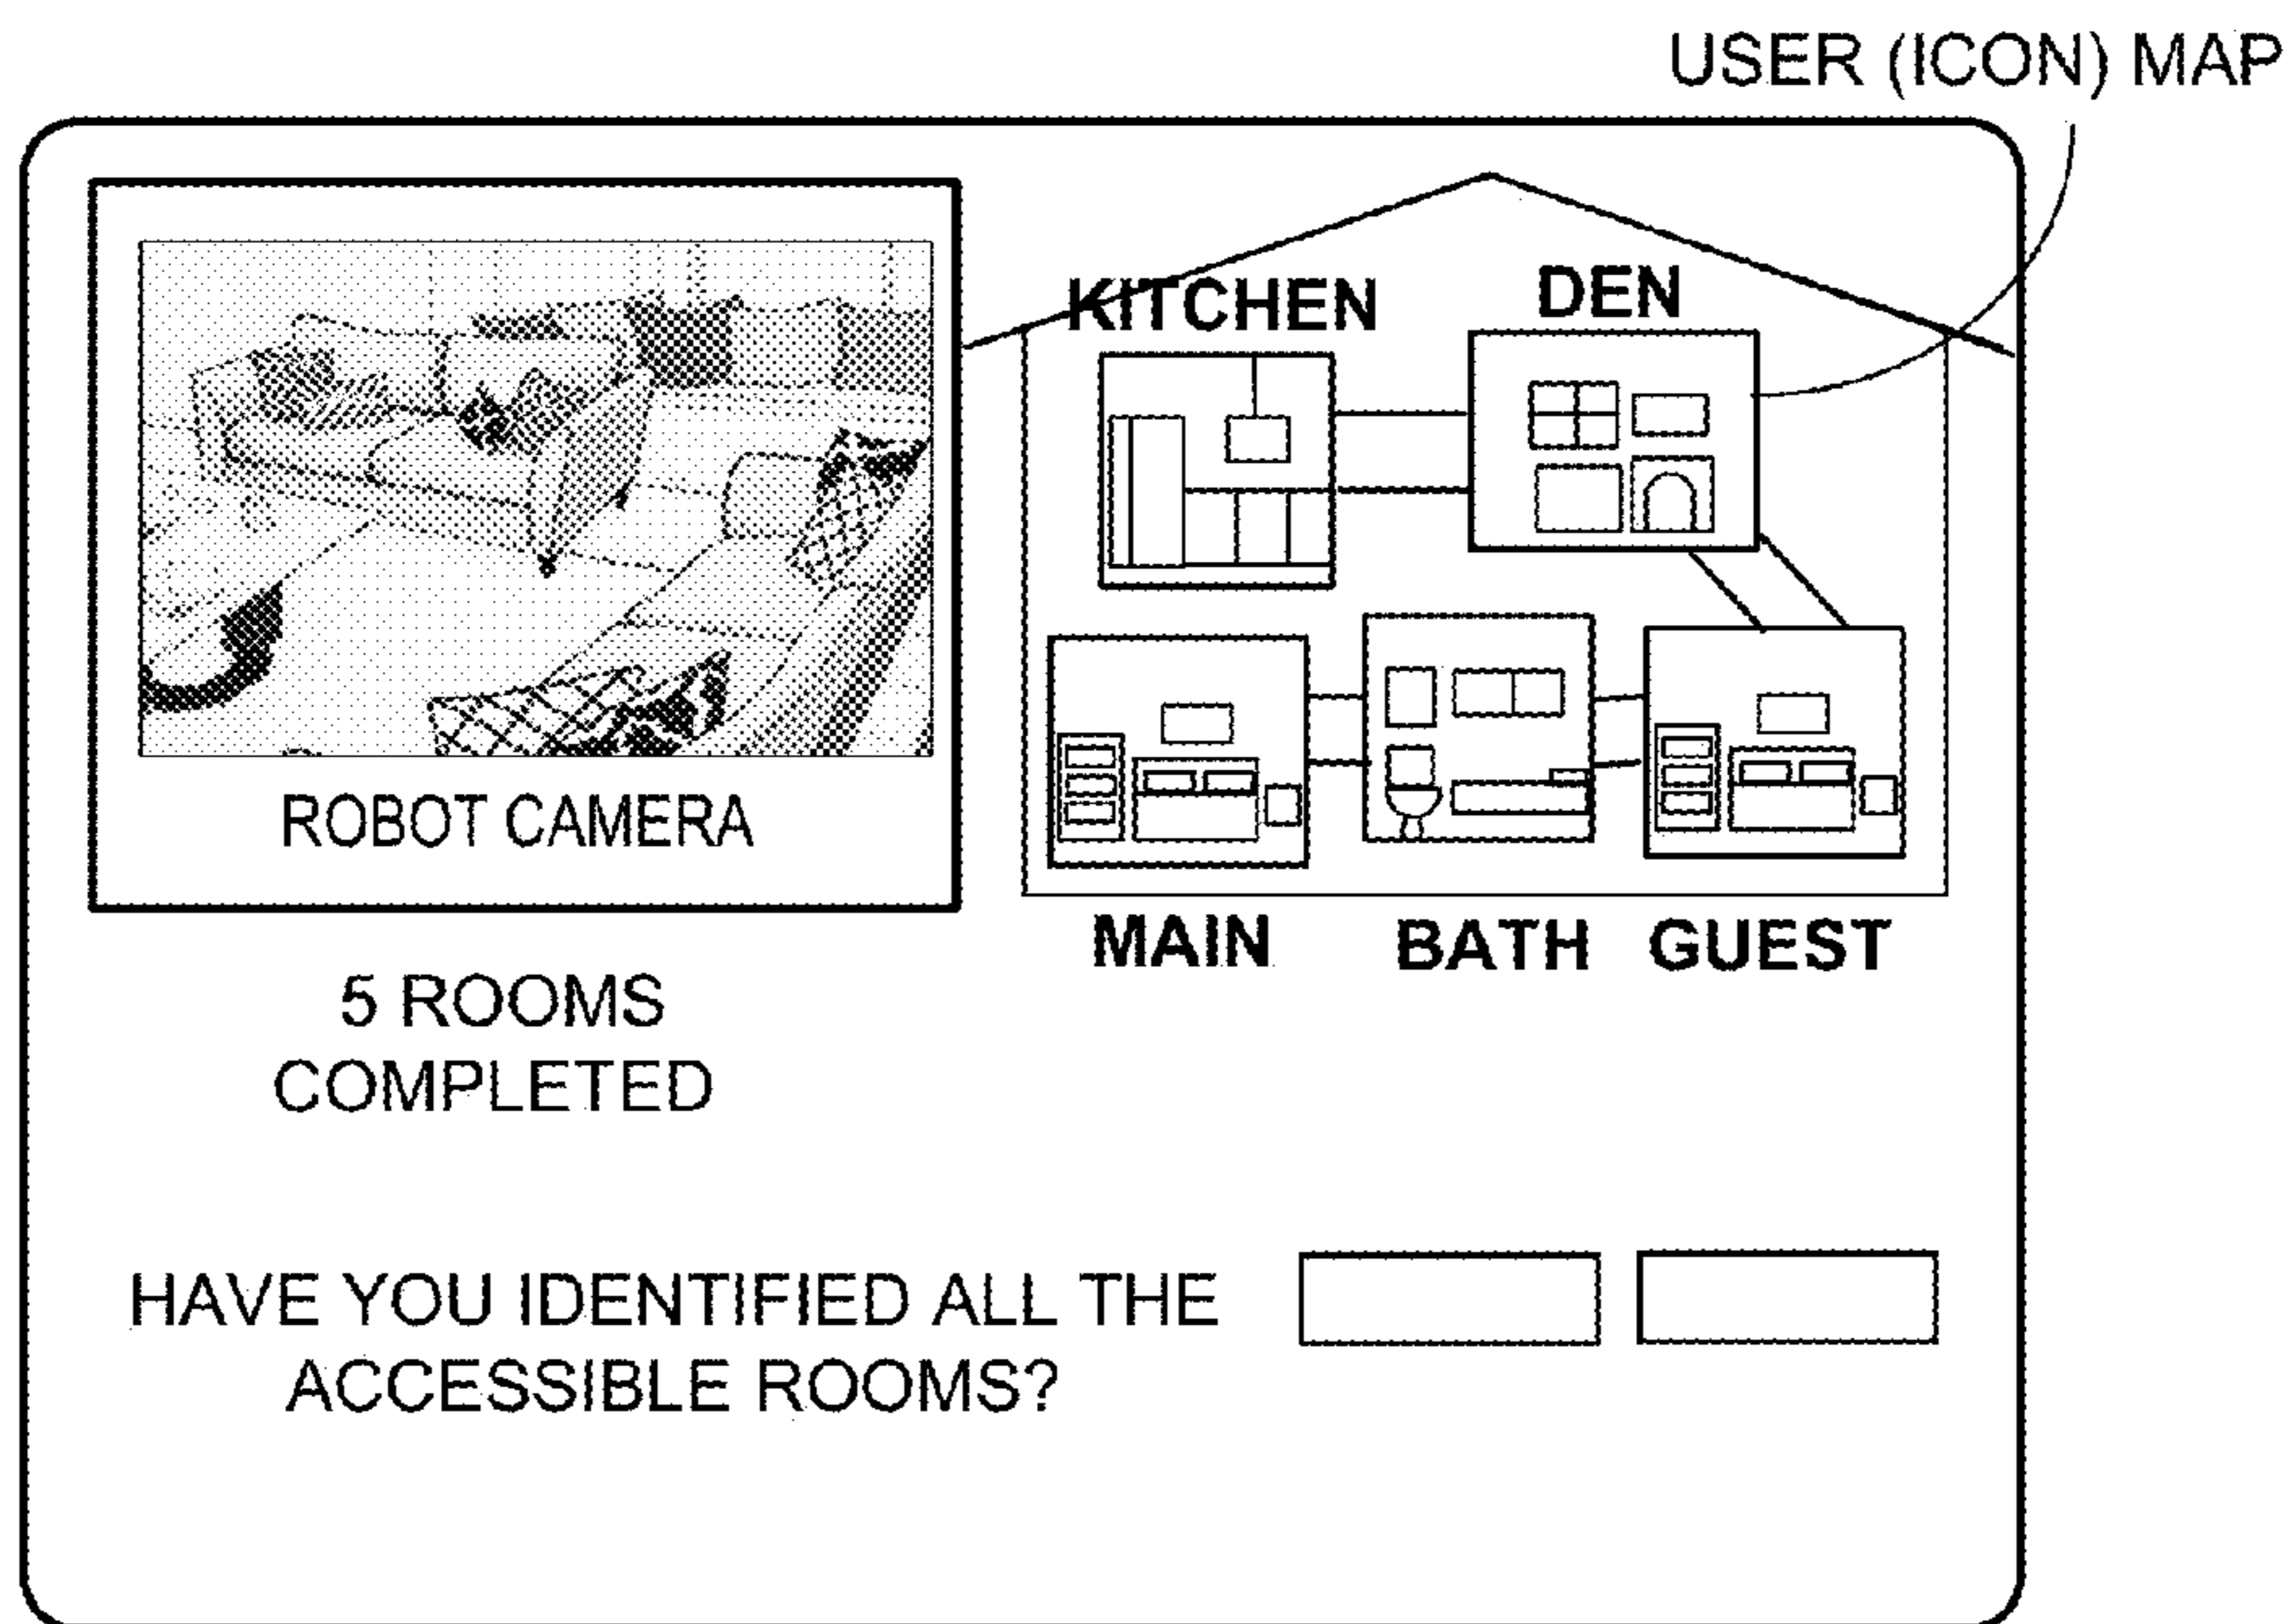 USER (ICON) MAP
KITCHEN
DEN
ROBOT CAMERA
MAIN
BATH
GUEST
5 ROOMS
COMPLETED
HAVE YOU IDENTIFIED ALL THE
ACCESSIBLE ROOMS?